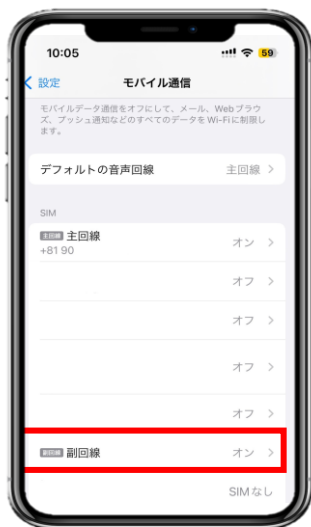 10:05
59
設定
モバイル通信
モバイルデータ通信をオフにして、メール、Webブラウ
ズ、プッシュ通知などのすべてのデータをWi-Fiに制限し
ます。
デフォルトの音声回線 主回線
SIM
主回線 主回線 オン
+81 90
オフ
オフ
オフ
オフ
副回線 副回線 オン
SIMなし